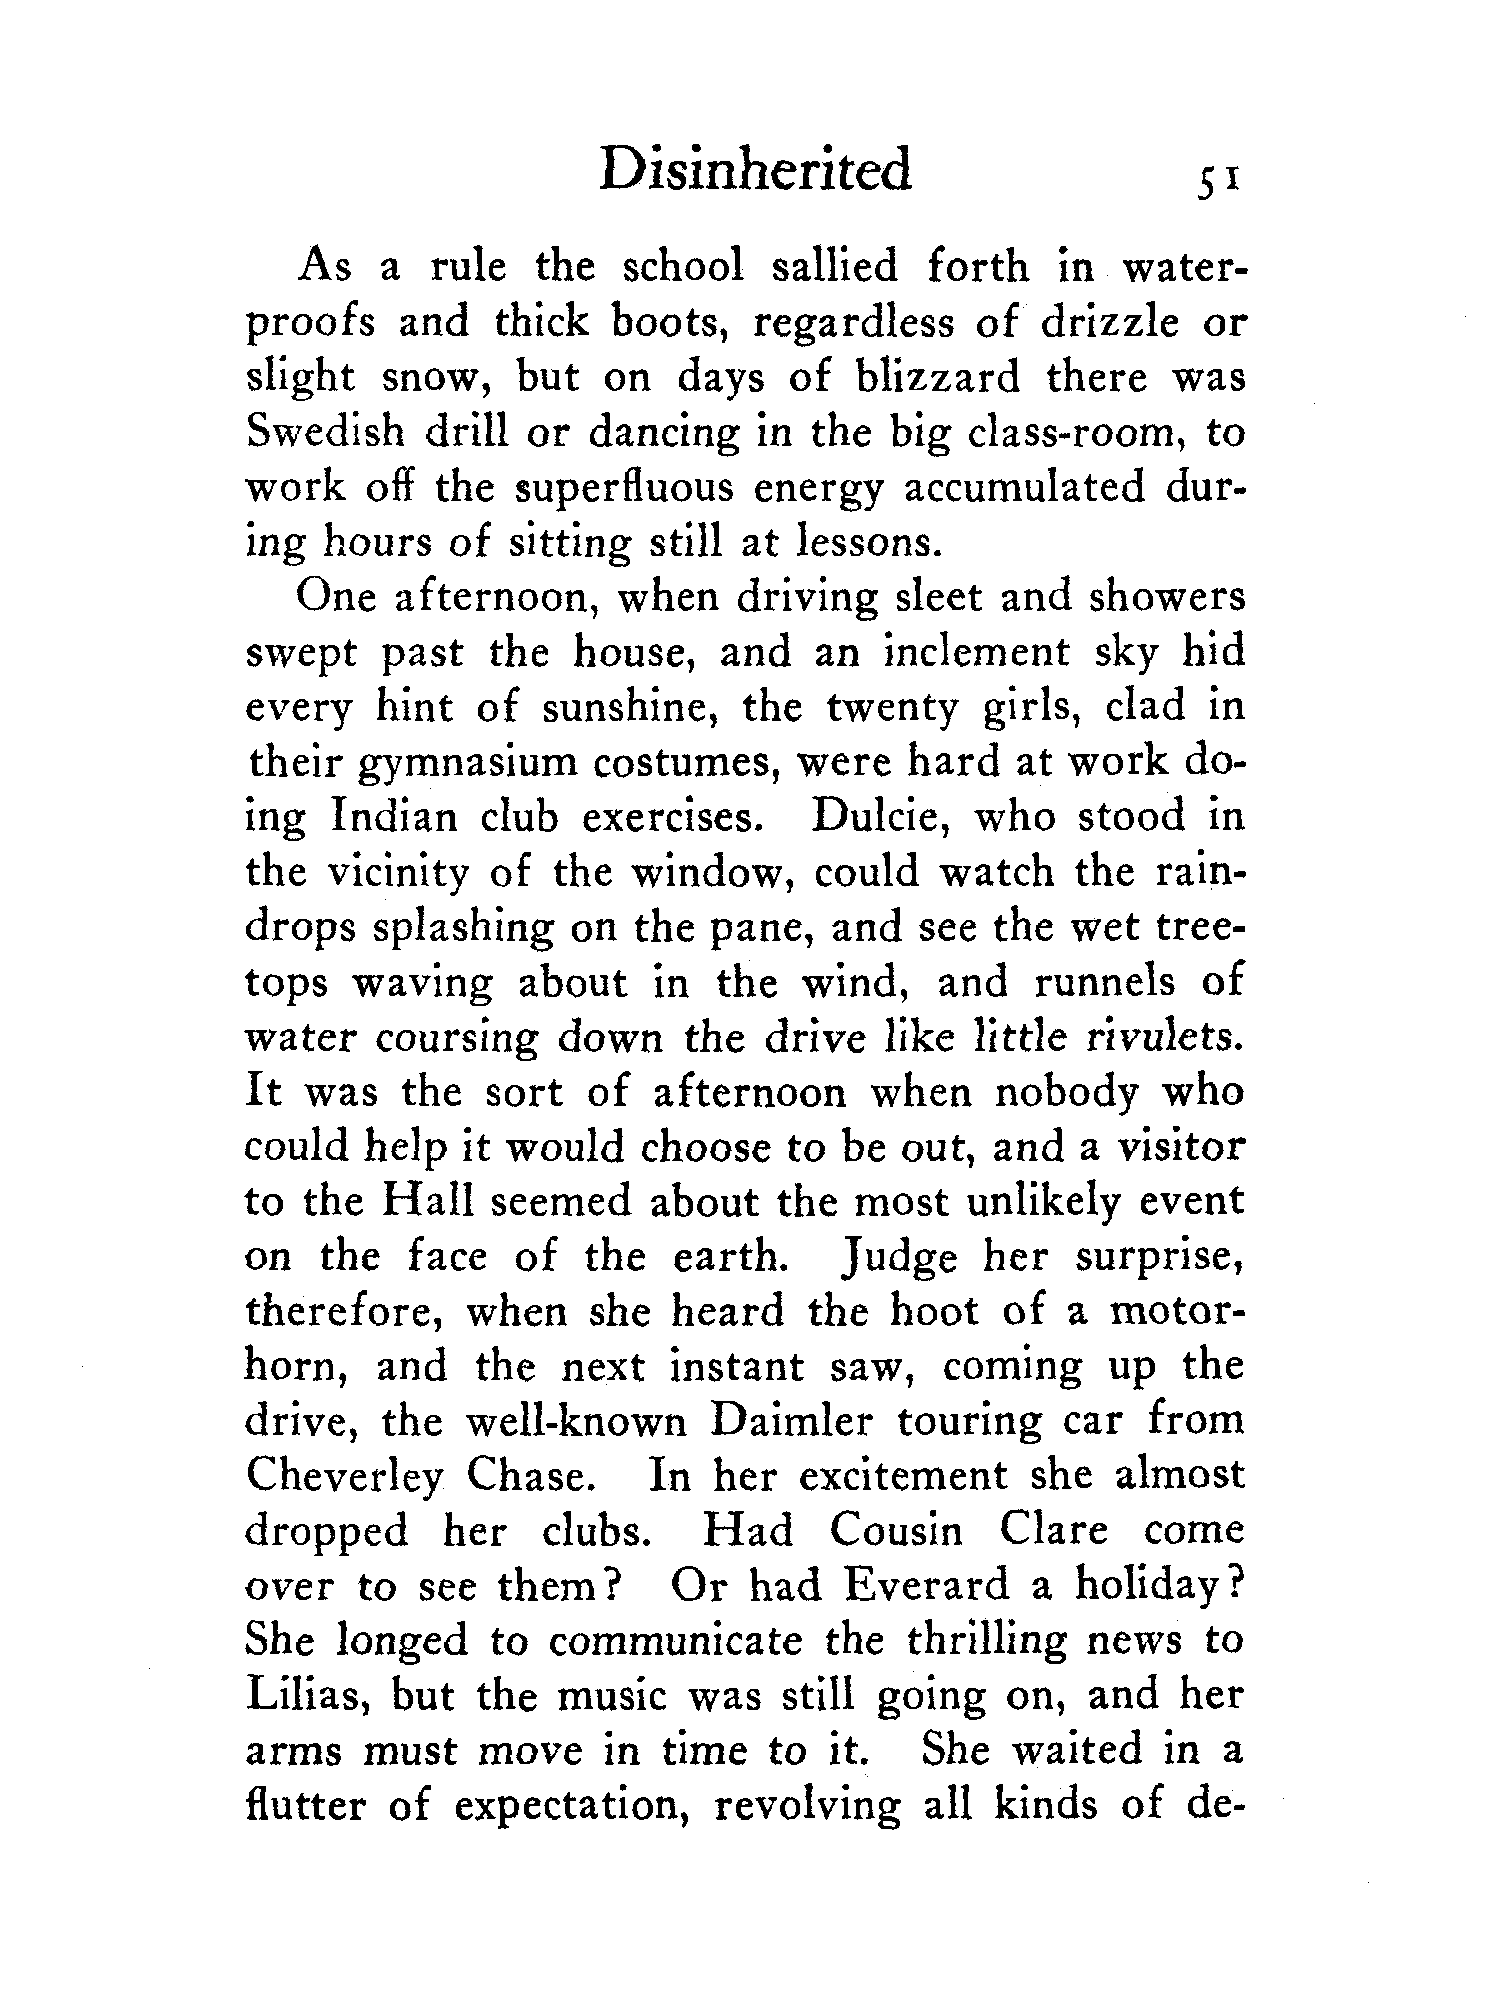 Disinherited 51
As a rule the school sallied forth in water-
proofs and thick boots, regardless of drizzle or
slight snow, but on days of blizzard there was
Swedish drill or dancing in the big class-room, to
work off the superfluous energy accumulated dur-
ing hours of sitting still at lessons.
One afternoon, when driving sleet and showers
swept past the house, and an inclement sky hid
every hint of sunshine, the twenty girls, clad in
their gymnasium costumes, were hard at work do-
ing Indian club exercises. Dulcie, who stood in
the vicinity of the window, could watch the rain-
drops splashing on the pane, and see the wet tree-
tops waving about in the wind, and runnels of
water coursing down the drive like little rivulets.
It was the sort of afternoon when nobody who
could help it would choose to be out, and a visitor
to the Hall seemed about the most unlikely event
on the face of the earth. Judge her surprise,
therefore, when she heard the hoot of a motor-
horn, and the next instant saw, coming up the
drive, the well-known Daimler touring car from
Cheverley Chase. In her excitement she almost
dropped her clubs. Had Cousin Clare come
over to see them? Or had Everard a holiday?
She longed to communicate the thrilling news to
Lilias, but the music was still going on, and her
arms must move in time to it. She waited in a
flutter of expectation, revolving all kinds of de-